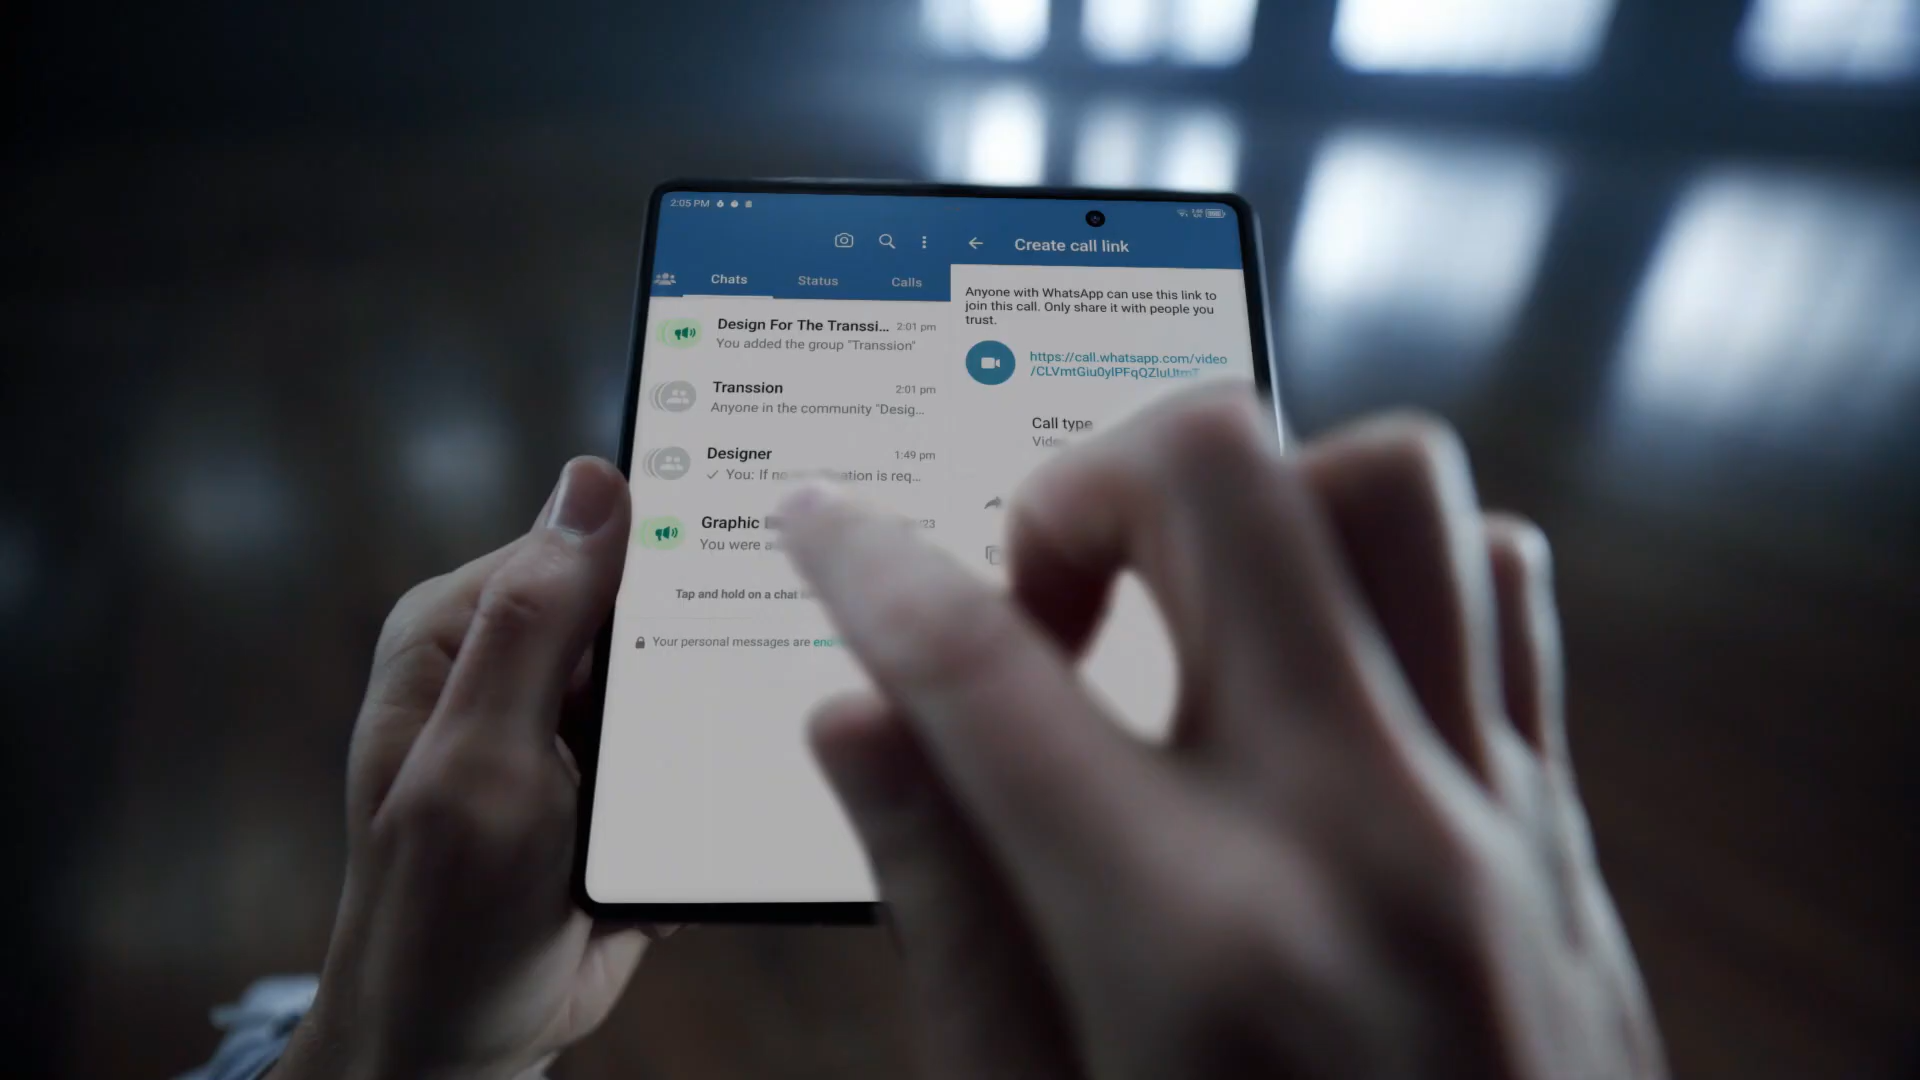 2:05 PM
Chats
Status
Calls
Design For The Transsi...
2:01 pm
You added the group "Transsion"
Transsion
2:01 pm
Anyone in the community "Desig...
Designer
1:49 pm
You: If no
ation is req...
Graphic
/23
You were
Tap and hold on a chat
Your personal messages are
Create call link
Anyone with WhatsApp can use this link to
join this call. Only share it with people you
trust.
https://call.whatsapp.com/video
Call type